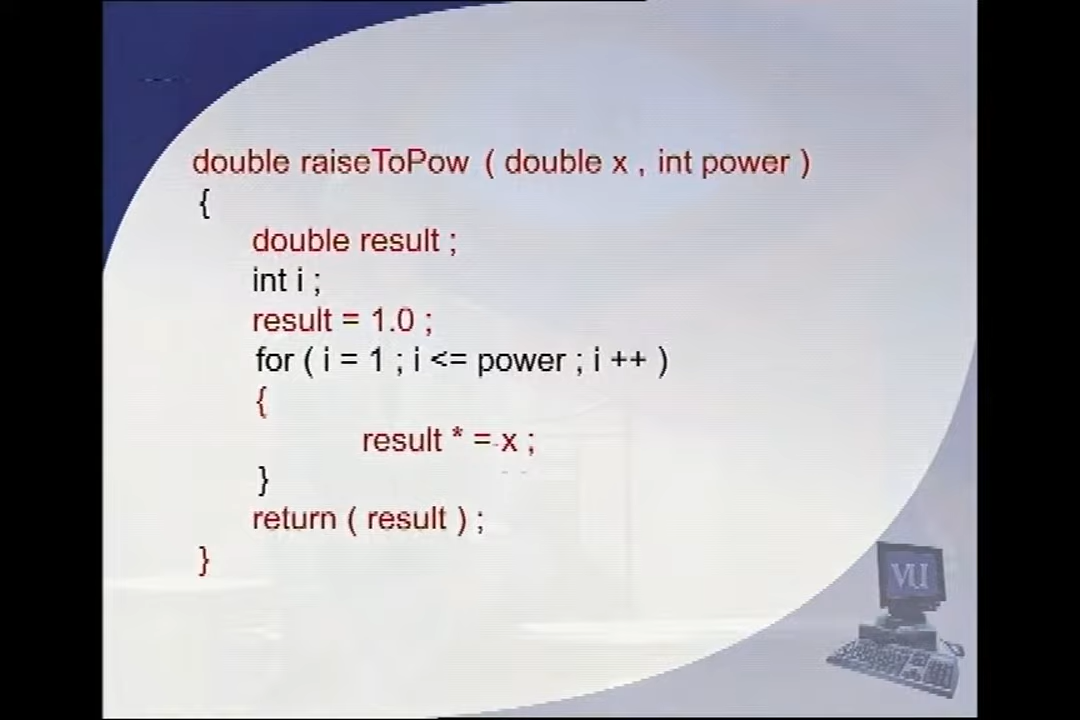 double raiseToPow ( double x , int power )
{
double result ;
int i ;
result = 1.0 ;
for ( i = 1 ; i <= power ; i ++ )
{
result * = x ;
}
return ( result ) ;
}
VU